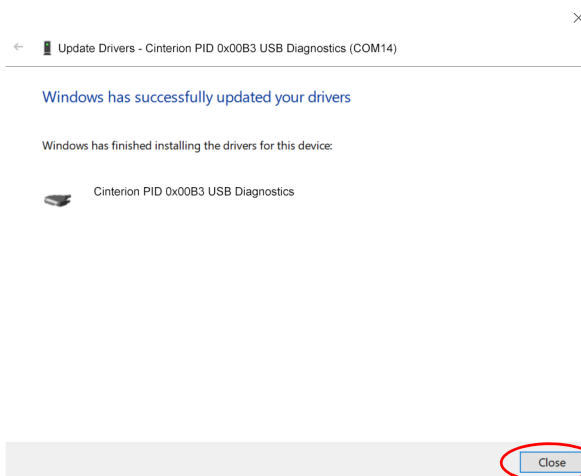 Update Drivers - Cinterion PID 0x00B3 USB Diagnostics (COM14)
Windows has successfully updated your drivers
Windows has finished installing the drivers for this device:
Cinterion PID 0x00B3 USB Diagnostics
Close